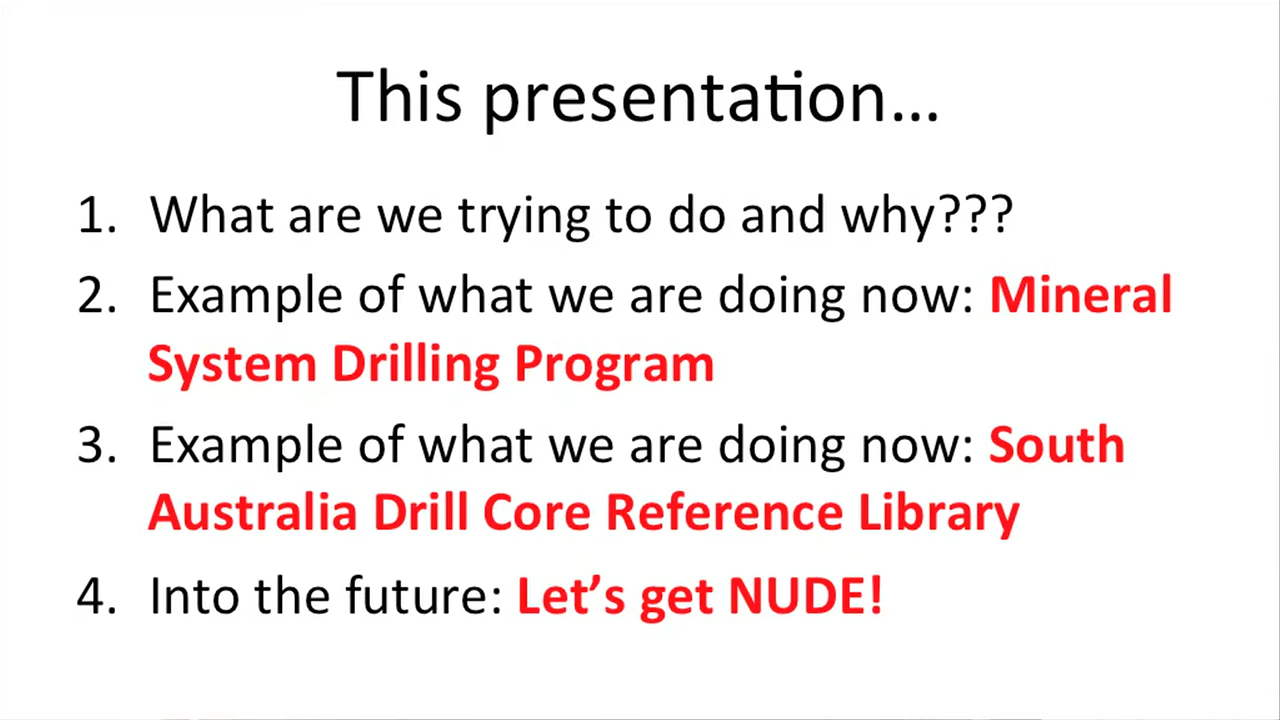 This presentation...
1. What are we trying to do and why???
2. Example of what we are doing now: Mineral
System Drilling Program
3. Example of what we are doing now: South
Australia Drill Core Reference Library
4. Into the future: Let’s get NUDE!